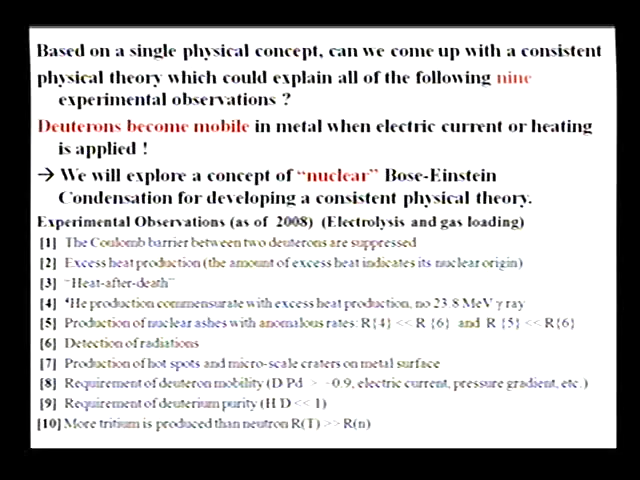 Based on a single physical concept, can we come up with a consistent
physical theory which could explain all of the following nine
experimental observations ?
Deuterons become mobile in metal when electric current or heating
is applied !
→ We will explore a concept of “nuclear” Bose-Einstein
Condensation for developing a consistent physical theory.
Experimental Observations (as of 2008) (Electrolysis and gas loading)
[1] The Coulomb barrier between two deuterons are suppressed
[2] Excess heat production (the amount of excess heat indicates its nuclear origin)
[3] “Heat-after-death”
[4] ⁴He production commensurate with excess heat production, no 23.8 MeV γ ray
[5] Production of nuclear ashes with anomalous rates: R{4} << R {6} and R {5} << R{6}
[6] Detection of radiations
[7] Production of hot spots and micro-scale craters on metal surface
[8] Requirement of deuteron mobility (D/Pd > ~0.9, electric current, pressure gradient, etc.)
[9] Requirement of deuterium purity (H/D << 1)
[10] More tritium is produced than neutron R(T) >> R(n)